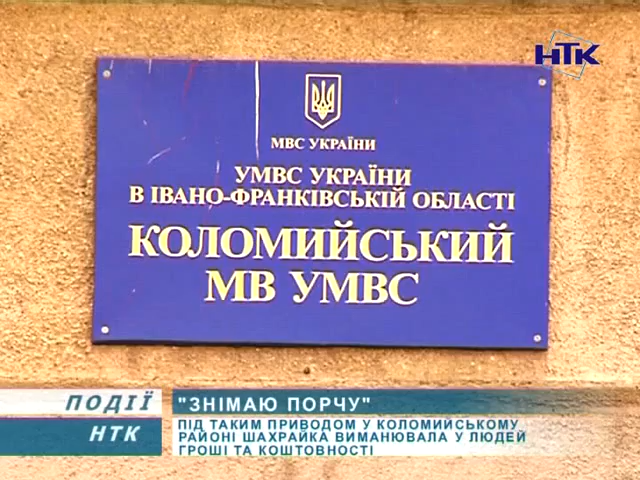 НТК
МВС УКРАЇНИ
УМВС УКРАЇНИ
В ІВАНО-ФРАНКІВСЬКІЙ ОБЛАСТІ
КОЛОМИЙСЬКИЙ
МВ УМВС
ПОДІЇ
НТК
"ЗНІМАЮ ПОРЧУ"
ПІД ТАКИМ ПРИВОДОМ У КОЛОМИЙСЬКОМУ
РАЙОНІ ШАХРАЙКА ВИМАНЮВАЛА У ЛЮДЕЙ
ГРОШІ ТА КОШТОВНОСТІ